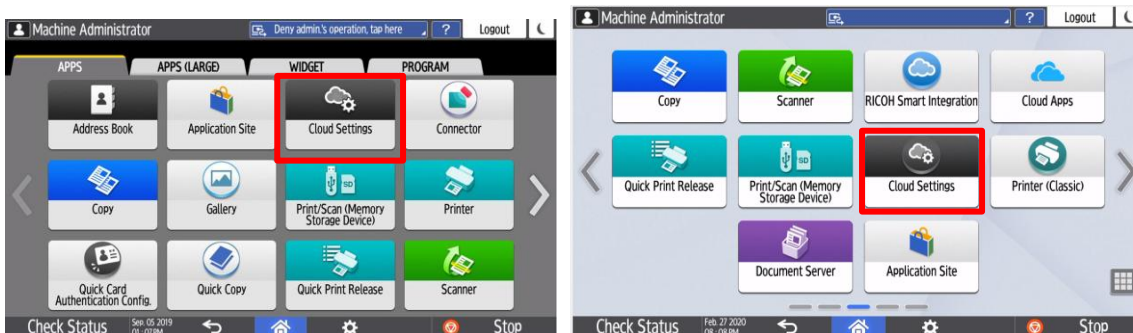 Machine Administrator
Deny admin.'s operation, tap here
?
Logout
APPS
APPS (LARGE)
WIDGET
PROGRAM
Address Book
Application Site
Cloud Settings
Connector
Copy
Gallery
Print/Scan (Memory
Storage Device)
SD
Printer
Quick Card
Authentication Config.
Quick Copy
Quick Print Release
Scanner
Check Status
Sep. 05 2019
Stop
Machine Administrator
?
Logout
Copy
Scanner
RICOH Smart Integration
Cloud Apps
Quick Print Release
SD
Print/Scan (Memory
Storage Device)
Cloud Settings
Printer (Classic)
Document Server
Application Site
Check Status
Feb. 27 2020
Stop